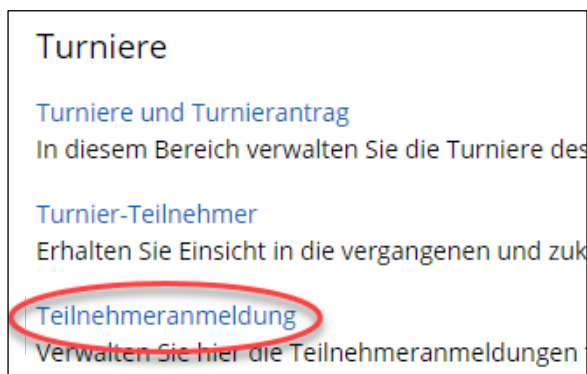 Turniere
Turniere und Turnierantrag
In diesem Bereich verwalten Sie die Turniere des
Turnier-Teilnehmer
Erhalten Sie Einsicht in die vergangenen und zuk
Teilnehmeranmeldung
Verwalten Sie hier die Teilnehmeranmeldungen